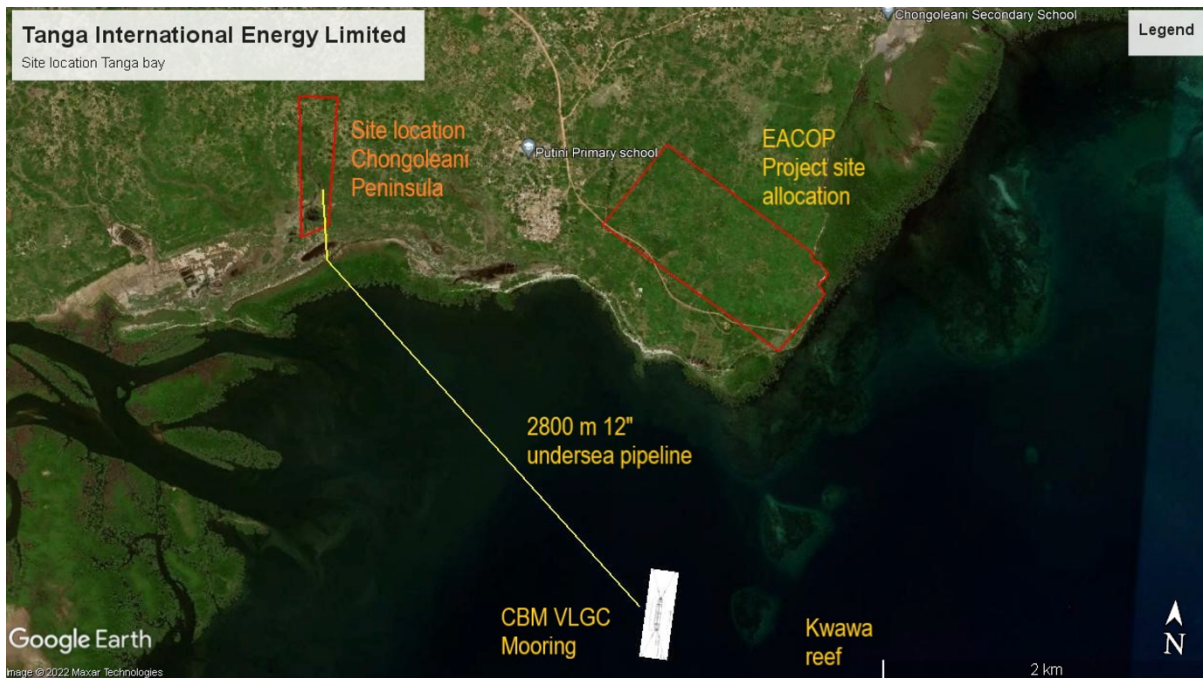 Tanga International Energy Limited
Site location Tanga bay
Chongoleani Secondary School
Legend
Site location
Chongoleani
Peninsula
Putini Primary school
EACOP
Project site
allocation
2800 m 12"
undersea pipeline
CBM VLGC
Mooring
Kwawa
reef
N
Google Earth
Image © 2022 Maxar Technologies
2 km